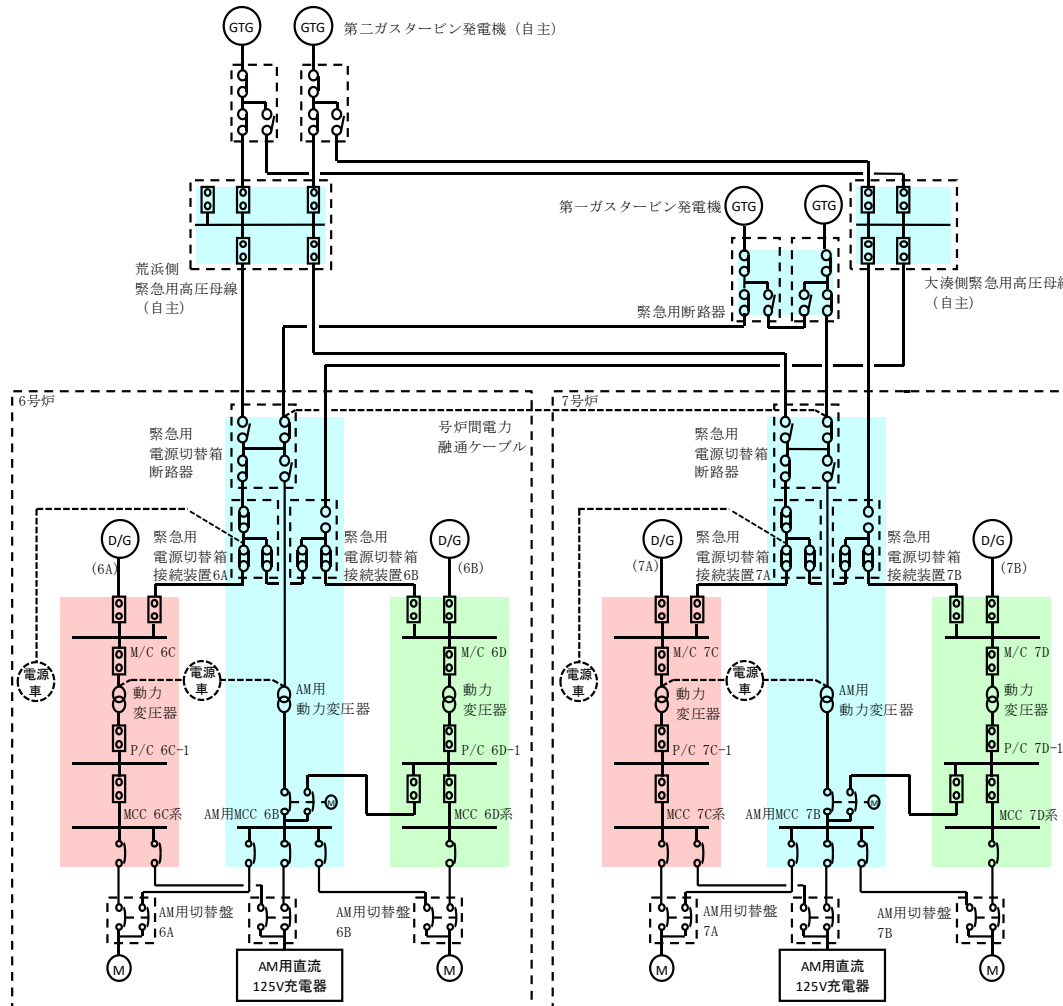 GTG
GTG
第二ガスタービン発電機（自主）
第一ガスタービン発電機
GTG
GTG
荒浜側
緊急用高圧母線
（自主）
緊急用断路器
大湊側緊急用高圧母線
（自主）
6号炉
緊急用
電源切替箱
断路器
号炉間電力
融通ケーブル
D/G
(6A)
緊急用
電源切替箱
接続装置6A
緊急用
電源切替箱
接続装置6B
D/G
(6B)
M/C 6C
M/C 6D
電源
車
電源
車
動力
変圧器
AM用
動力変圧器
動力
変圧器
P/C 6C-1
P/C 6D-1
M
MCC 6C系
AM用MCC 6B
MCC 6D系
AM用切替盤
6A
AM用切替盤
6B
M
AM用直流
125V充電器
M
7号炉
緊急用
電源切替箱
断路器
D/G
(7A)
緊急用
電源切替箱
接続装置7A
緊急用
電源切替箱
接続装置7B
D/G
(7B)
M/C 7C
M/C 7D
電源
車
電源
車
動力
変圧器
AM用
動力変圧器
動力
変圧器
P/C 7C-1
P/C 7D-1
M
MCC 7C系
AM用MCC 7B
MCC 7D系
AM用切替盤
7A
AM用切替盤
7B
M
AM用直流
125V充電器
M